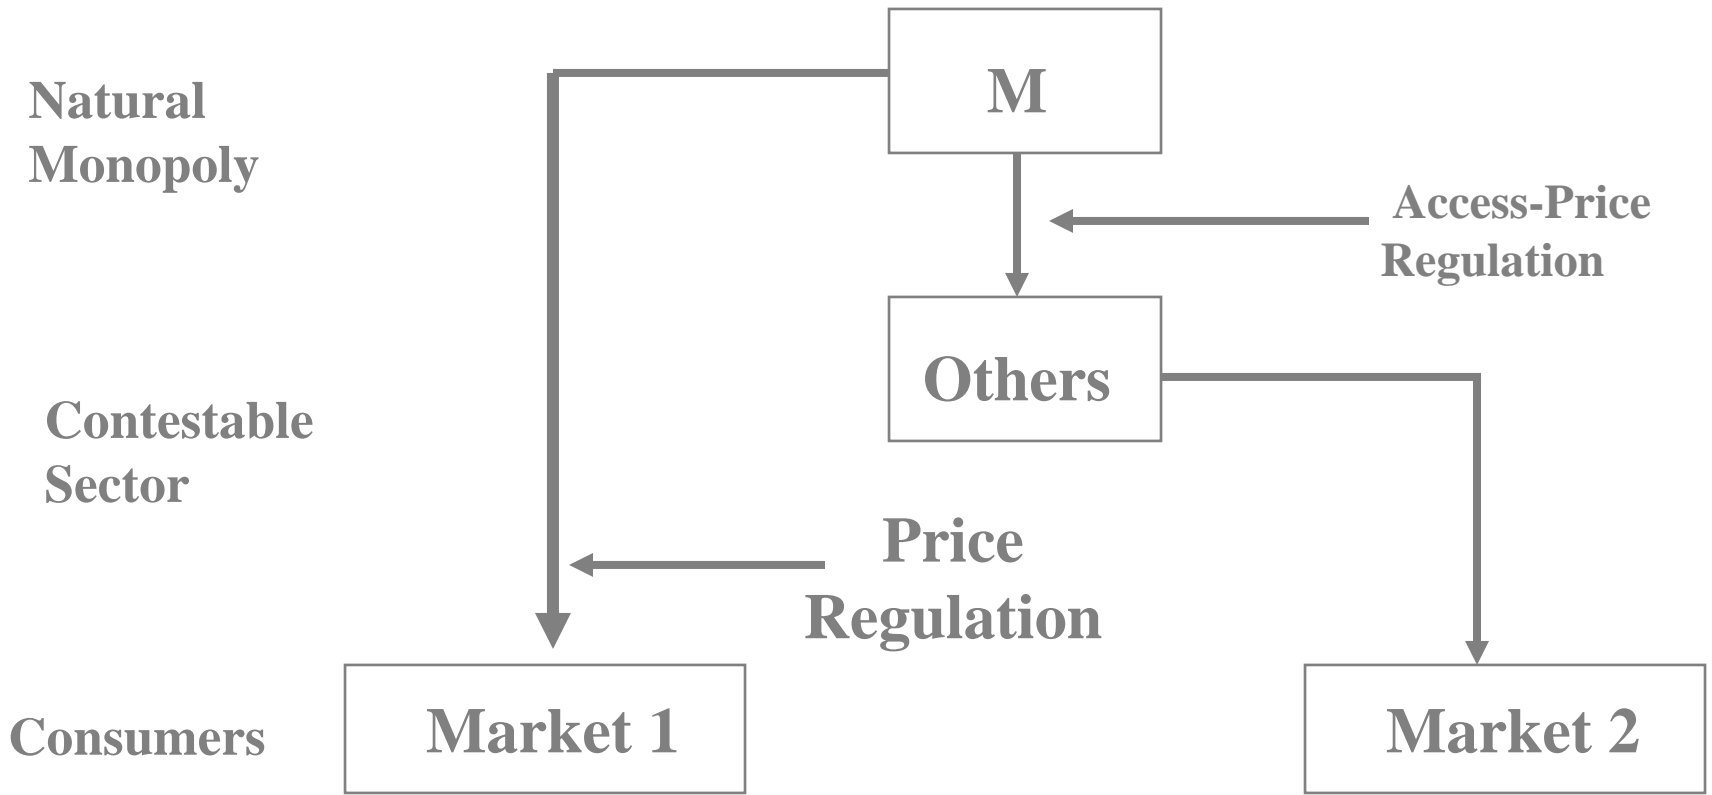 M
Natural
Monopoly
Access-Price
Regulation
Others
Contestable
Sector
Price
Regulation
Consumers
Market 1
Market 2